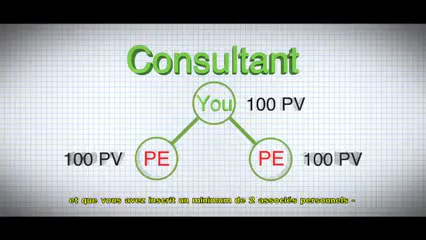 Consultant
You 100 PV
100 PV PE PE 100 PV
et que vous avez inscrit un minimum de 2 associés personnels -